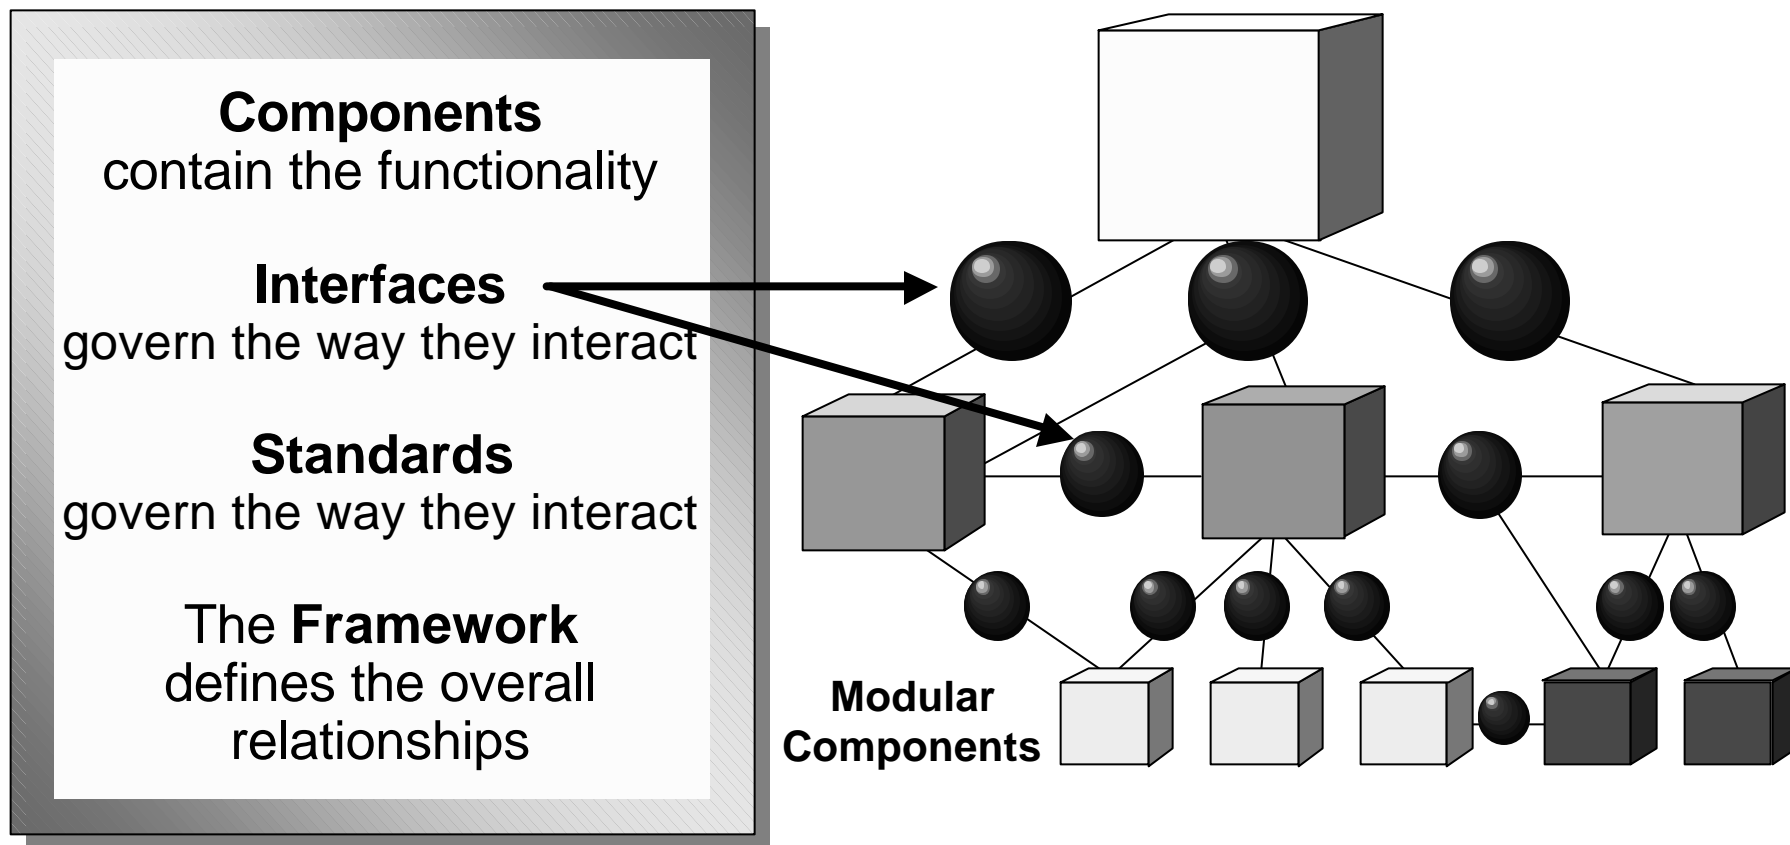 Components
contain the functionality
Interfaces
govern the way they interact
Standards
govern the way they interact
The Framework
defines the overall
relationships
Modular
Components